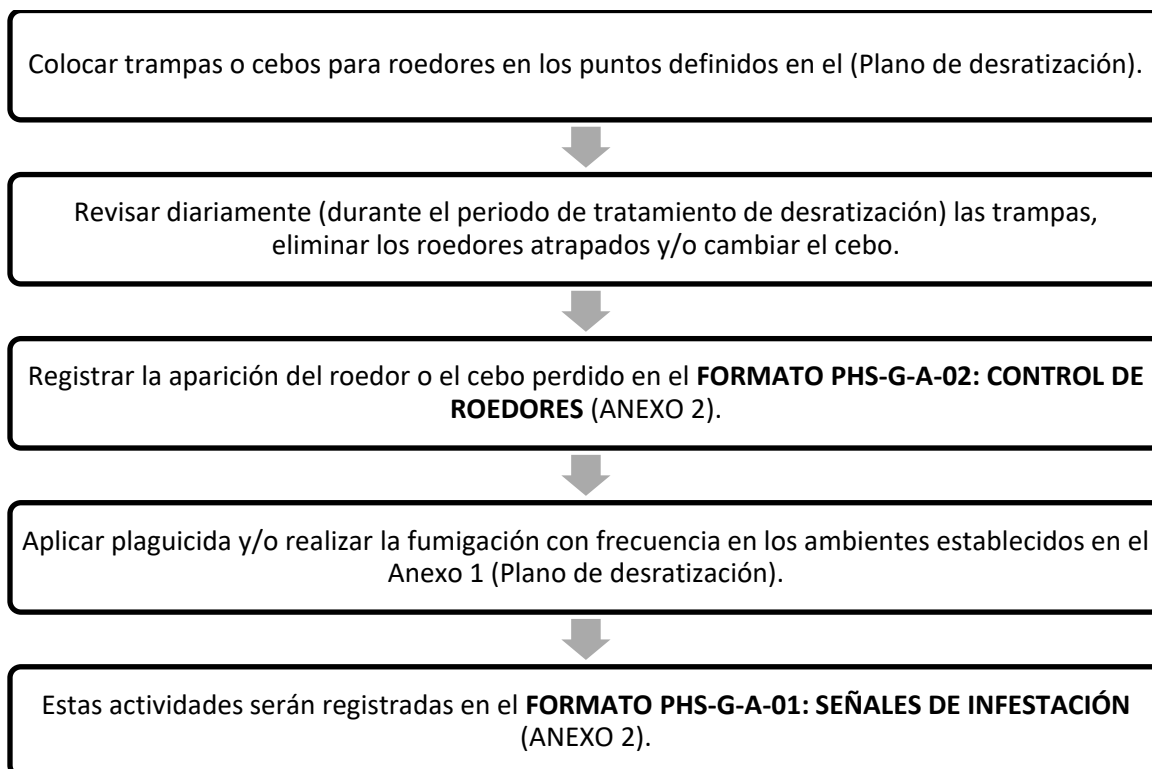 Colocar trampas o cebos para roedores en los puntos definidos en el (Plano de desratización).
Revisar diariamente (durante el periodo de tratamiento de desratización) las trampas,
eliminar los roedores atrapados y/o cambiar el cebo.
Registrar la aparición del roedor o el cebo perdido en el FORMATO PHS-G-A-02: CONTROL DE
ROEDORES (ANEXO 2).
Aplicar plaguicida y/o realizar la fumigación con frecuencia en los ambientes establecidos en el
Anexo 1 (Plano de desratización).
Estas actividades serán registradas en el FORMATO PHS-G-A-01: SEÑALES DE INFESTACIÓN
(ANEXO 2).